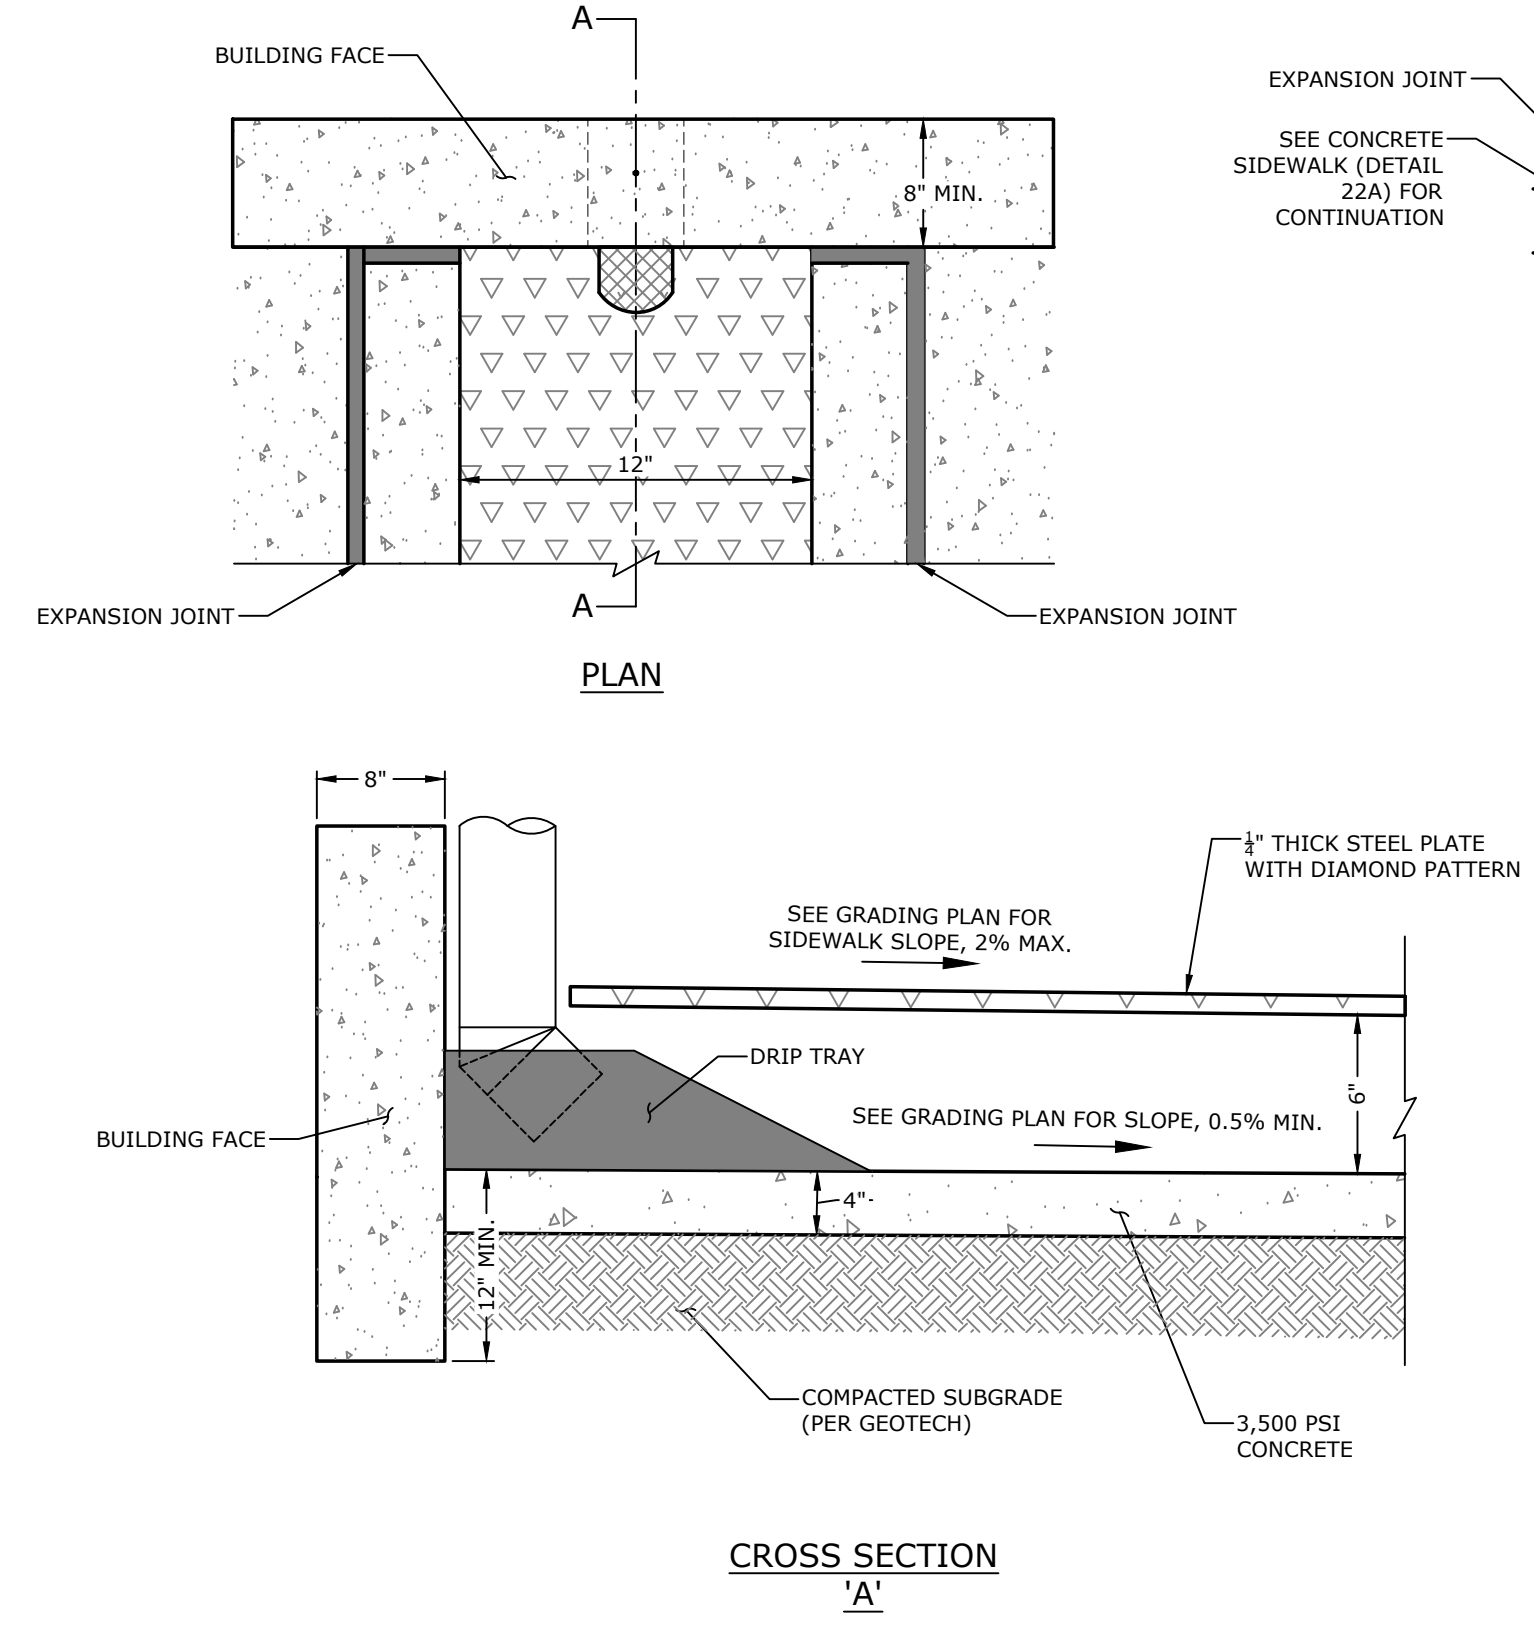 A
BUILDING FACE
8" MIN.
12"
EXPANSION JOINT
A
EXPANSION JOINT
PLAN
EXPANSION JOINT
SEE CONCRETE
SIDEWALK (DETAIL
22A) FOR
CONTINUATION
8"
1/4" THICK STEEL PLATE
WITH DIAMOND PATTERN
SEE GRADING PLAN FOR
SIDEWALK SLOPE, 2% MAX.
DRIP TRAY
6"
SEE GRADING PLAN FOR SLOPE, 0.5% MIN.
BUILDING FACE
4"
12" MIN.
COMPACTED SUBGRADE
(PER GEOTECH)
3,500 PSI
CONCRETE
CROSS SECTION
'A'